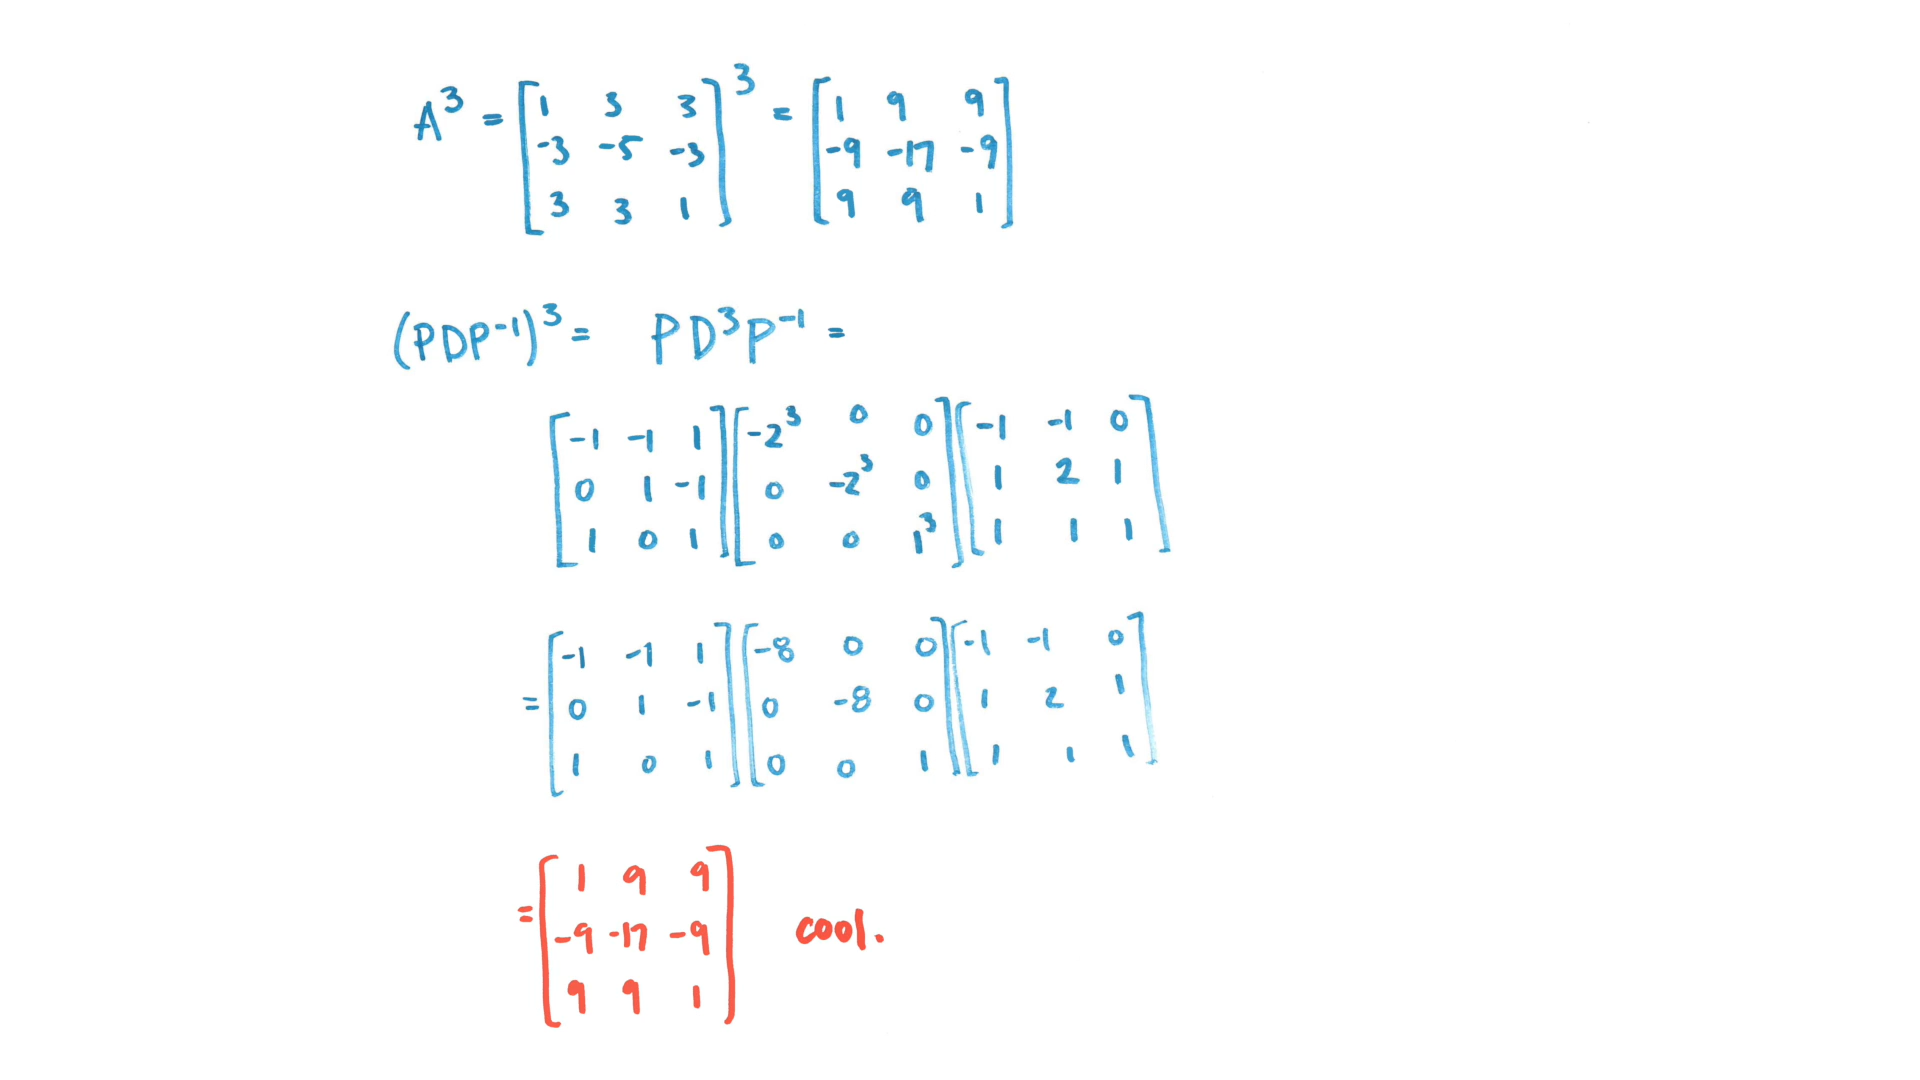 A³ = [1 3 3]³ = [1 9 9]
[-3 -5 -3] [-9 -17 -9]
[3 3 1] [9 9 1]
(PDP⁻¹)³ = PD³P⁻¹ =
[-1 -1 1] [-2³ 0 0] [-1 -1 0]
[0 1 -1] [0 -2³ 0] [1 2 1]
[1 0 1] [0 0 1³] [1 1 1]
= [-1 -1 1] [-8 0 0] [-1 -1 0]
[0 1 -1] [0 -8 0] [1 2 1]
[1 0 1] [0 0 1] [1 1 1]
= [1 9 9]
[-9 -17 -9] cool.
[9 9 1]